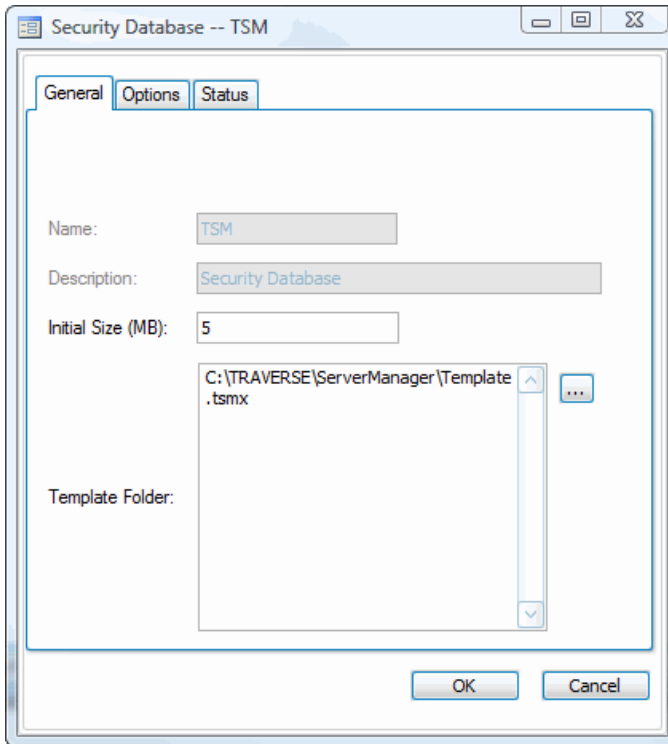 Security Database -- TSM
General Options Status
Name: TSM
Description: Security Database
Initial Size (MB): 5
C:\TRAVERSE\ServerManager\Template
.tsmx
...
Template Folder:
OK Cancel